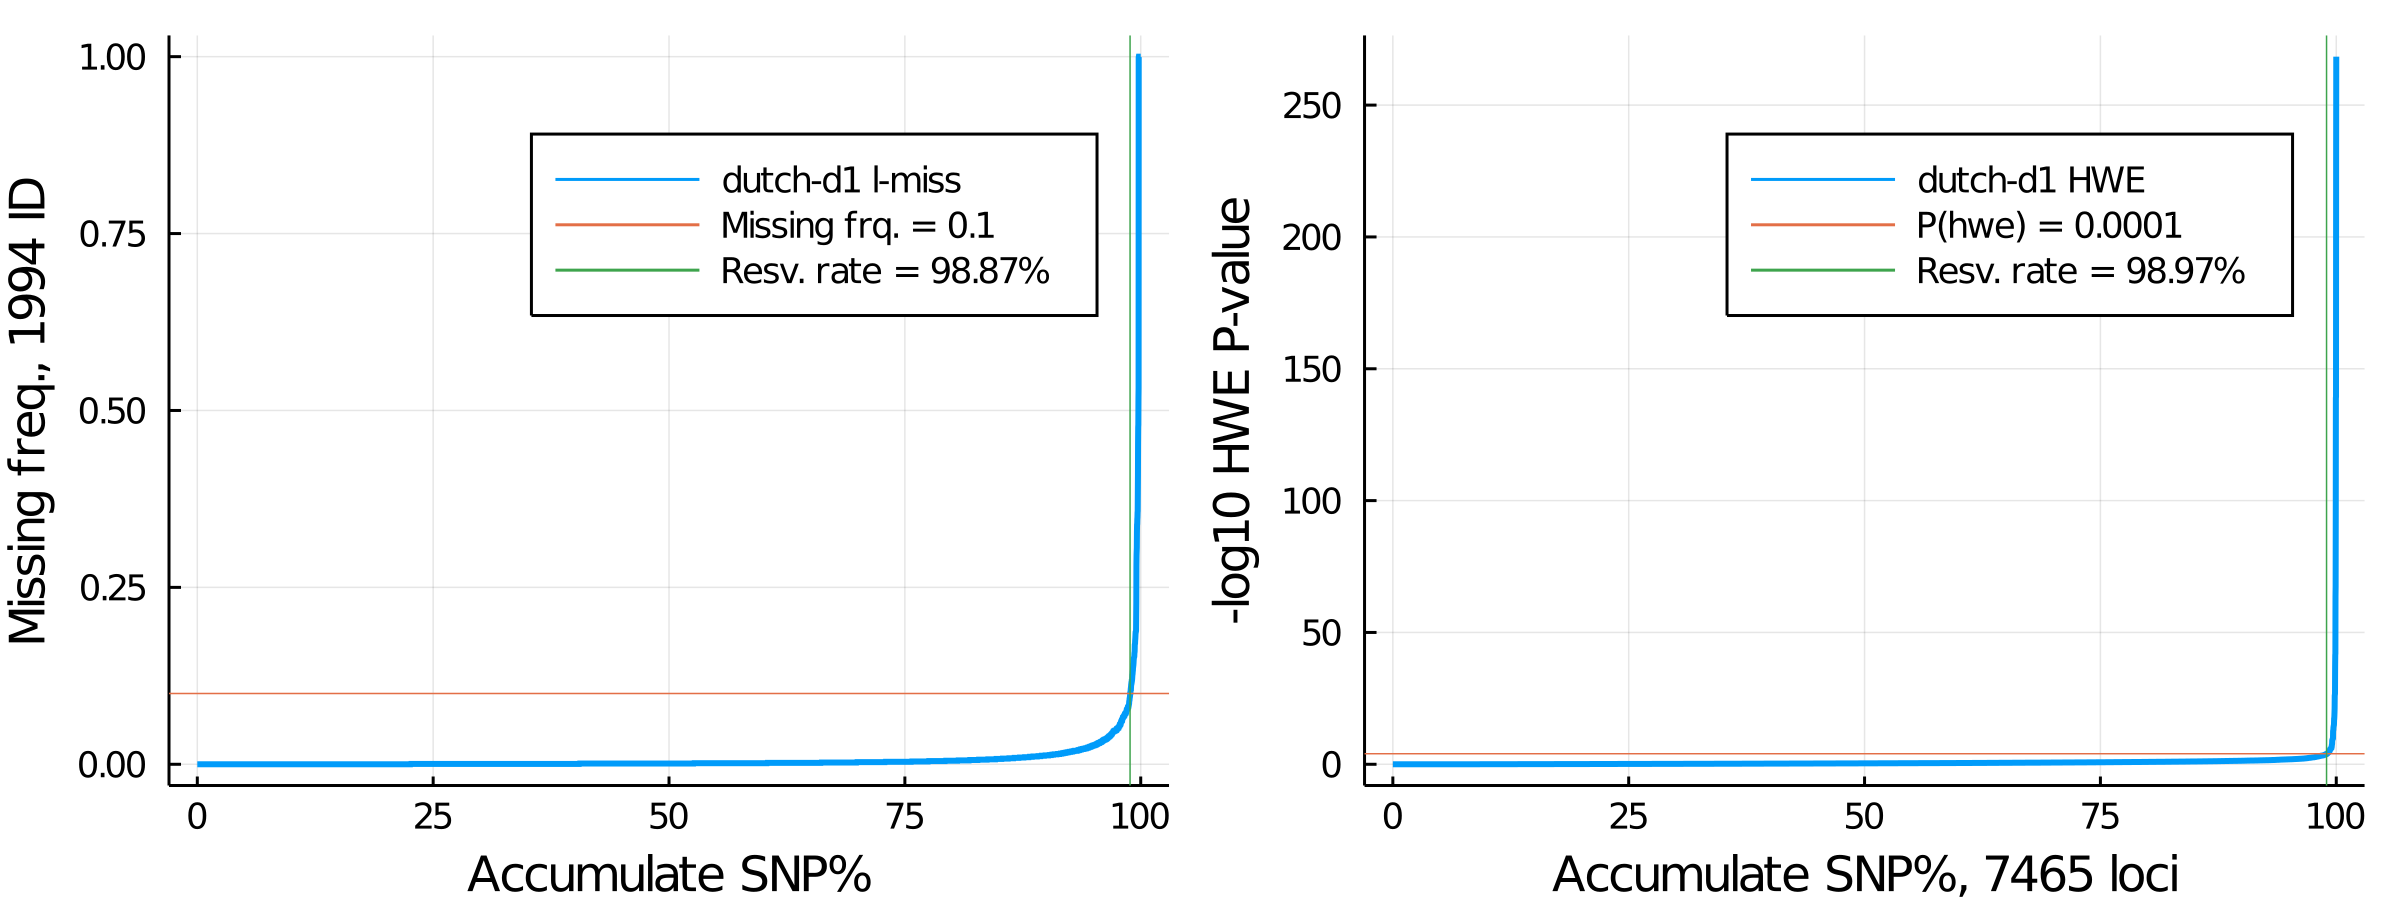 Missing freq., 1994 ID
1.00
0.75
0.50
0.25
0.00
dutch-d1 l-miss
Missing frq. = 0.1
Resv. rate = 98.87%
0 25 50 75 100
Accumulate SNP%
-log10 HWE P-value
250
200
150
100
50
0
dutch-d1 HWE
P(hwe) = 0.0001
Resv. rate = 98.97%
0 25 50 75 100
Accumulate SNP%, 7465 loci